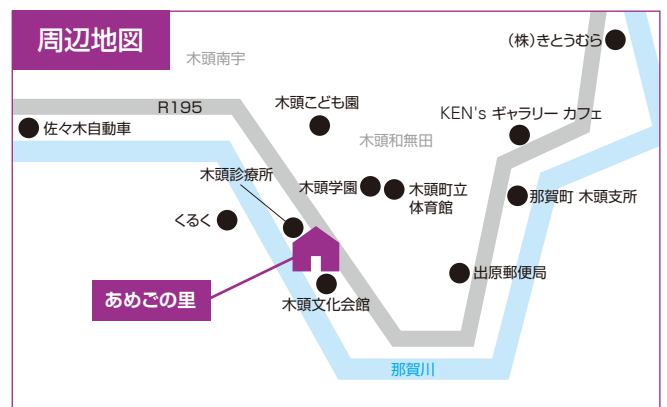 周辺地図
木頭南宇
(株)きとうむら
R195
木頭こども園
KEN's ギャラリー カフェ
佐々木自動車
木頭和無田
木頭診療所
木頭学園
木頭町立
体育館
那賀町 木頭支所
くるく
出原郵便局
あめごの里
木頭文化会館
那賀川